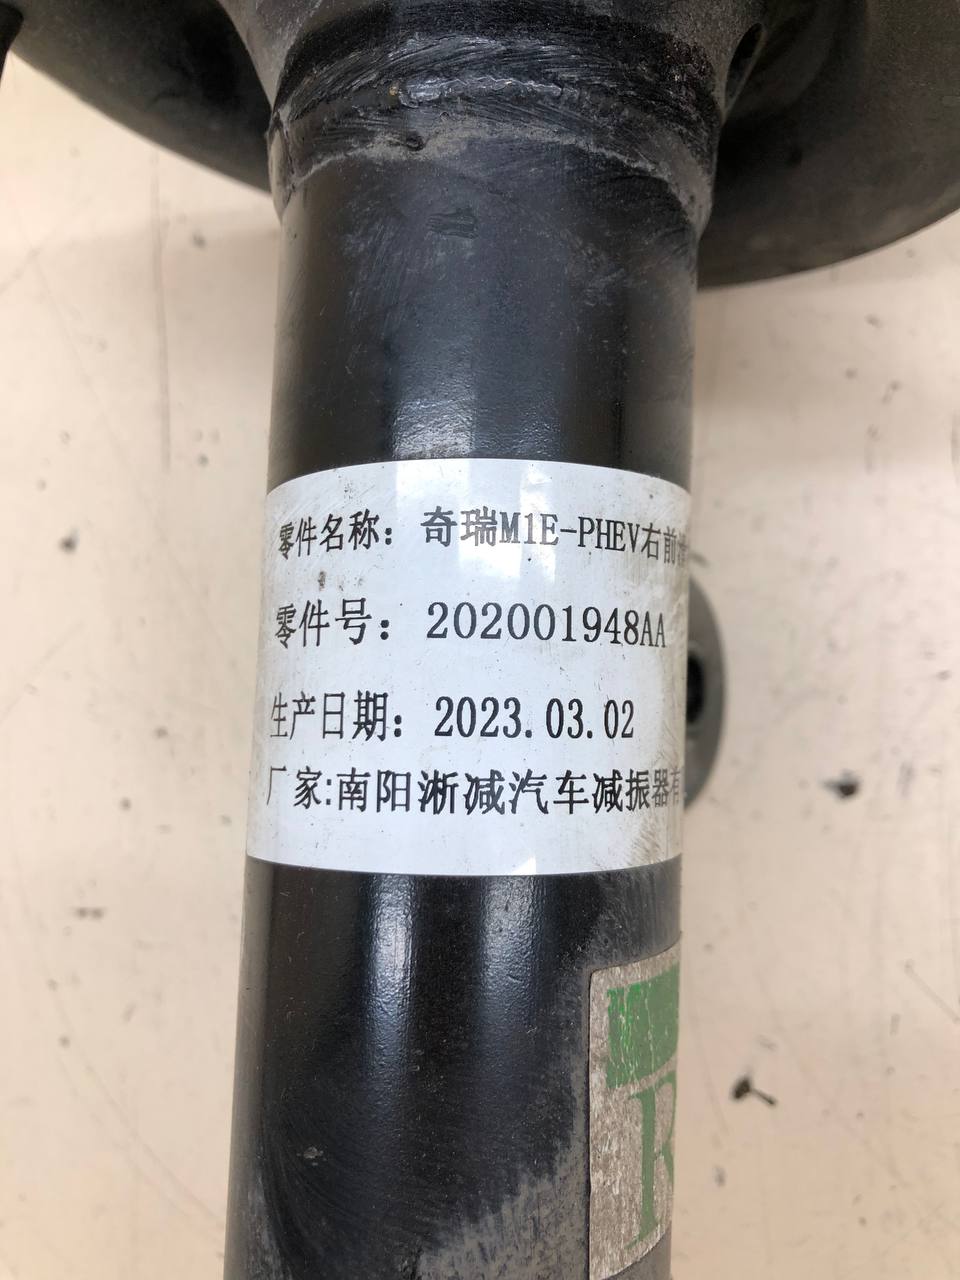 零件名称：奇瑞M1E-PHEV右前
零件号：202001948AA
生产日期：2023.03.02
厂家:南阳淅减汽车减振器有
R